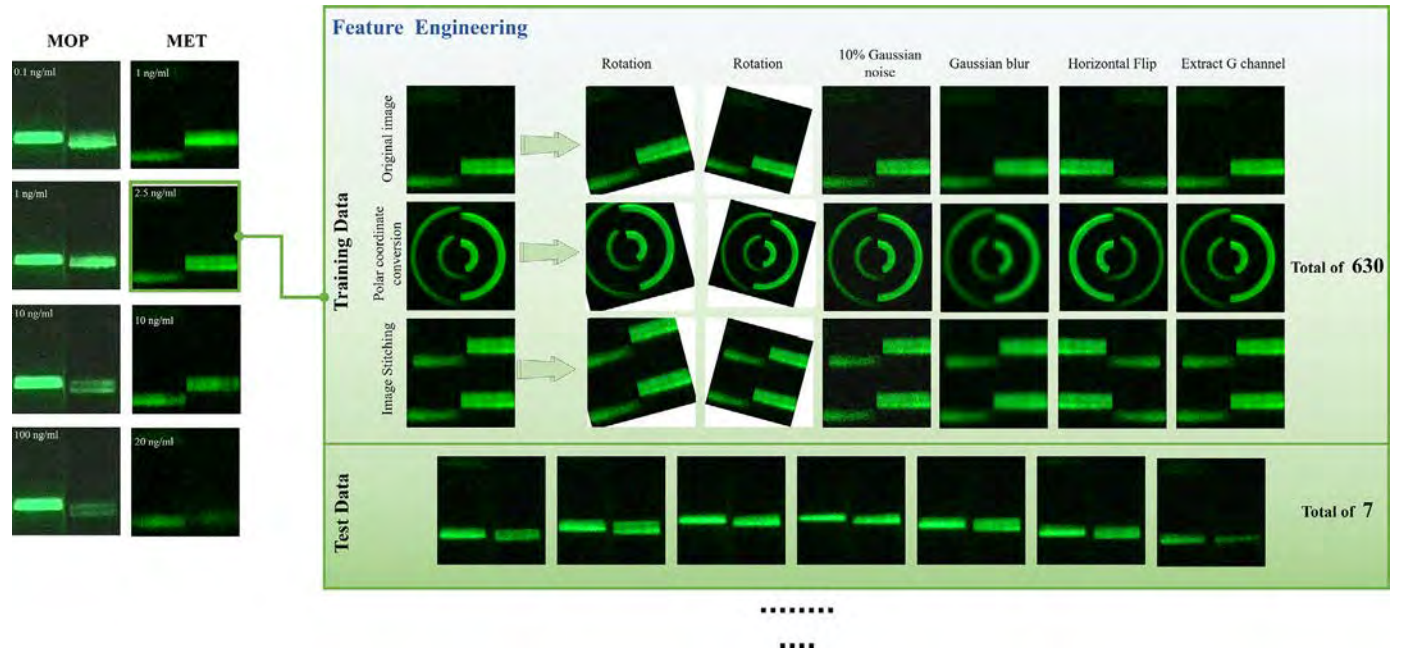 MOP
MET
0.1 ng/ml
1 ng/ml
1 ng/ml
2.5 ng/ml
10 ng/ml
10 ng/ml
100 ng/ml
20 ng/ml
Feature Engineering
Rotation
Rotation
10% Gaussian
noise
Gaussian blur
Horizontal Flip
Extract G channel
Training Data
Original image
Polar coordinate
conversion
Image Stitching
Total of 630
Test Data
Total of 7
........
....